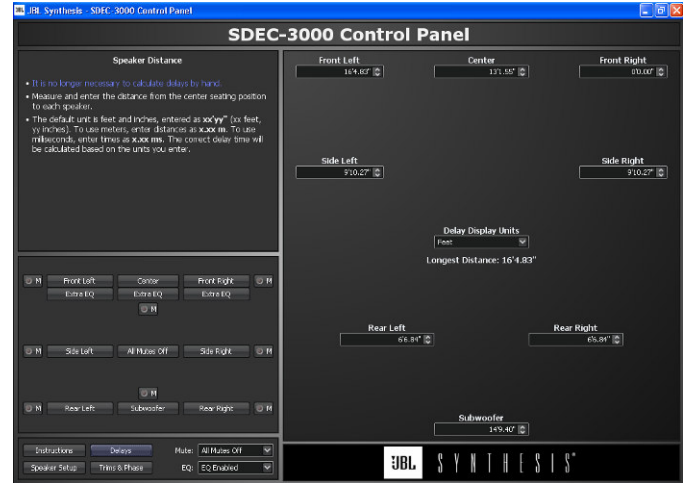 JBL Synthesis - SDEC-3000 Control Panel
SDEC-3000 Control Panel
Speaker Distance
• It is no longer necessary to calculate delays by hand.
• Measure and enter the distance from the center seating position
to each speaker.
• The default unit is feet and inches, entered as xx'yy" (xx feet,
yy inches). To use meters, enter distances as x.xx m. To use
milliseconds, enter times as x.xx ms. The correct delay time will
be calculated based on the units you enter.
Front Left Center Front Right
16'4.83" 13'1.55" 0'0.00"
Side Left Side Right
9'10.27" 9'10.27"
Delay Display Units
Feet
Longest Distance: 16'4.83"
Rear Left Rear Right
6'6.84" 6'6.84"
Subwoofer
14'9.40"
M Front Left Center Front Right M
Extra EQ Extra EQ Extra EQ
M
M Side Left All Mutes Off Side Right M
M
M Rear Left Subwoofer Rear Right M
Instructions Delays Mute: All Mutes Off
Speaker Setup Trims & Phase EQ: EQ Enabled
JBL SYNTHESIS®